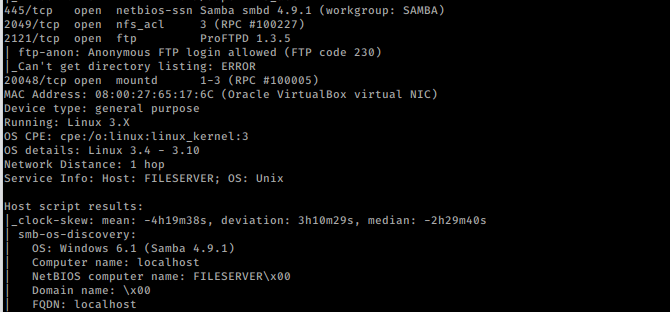 445/tcp open netbios-ssn Samba smbd 4.9.1 (workgroup: SAMBA)
2049/tcp open nfs_acl 3 (RPC #100227)
2121/tcp open ftp ProFTPD 1.3.5
| ftp-anon: Anonymous FTP login allowed (FTP code 230)
|_Can't get directory listing: ERROR
20048/tcp open mountd 1-3 (RPC #100005)
MAC Address: 08:00:27:65:17:6C (Oracle VirtualBox virtual NIC)
Device type: general purpose
Running: Linux 3.X
OS CPE: cpe:/o:linux:linux_kernel:3
OS details: Linux 3.4 - 3.10
Network Distance: 1 hop
Service Info: Host: FILESERVER; OS: Unix

Host script results:
|_clock-skew: mean: -4h19m38s, deviation: 3h10m29s, median: -2h29m40s
| smb-os-discovery:
|   OS: Windows 6.1 (Samba 4.9.1)
|   Computer name: localhost
|   NetBIOS computer name: FILESERVER\x00
|   Domain name: \x00
|   FQDN: localhost